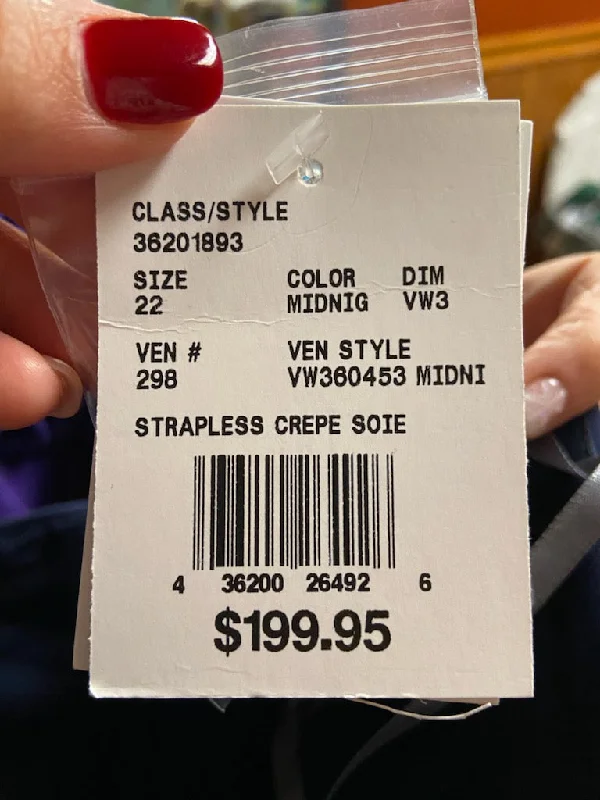 CLASS/STYLE
36201893
SIZE COLOR DIM
22 MIDNIG VW3
VEN # VEN STYLE
298 VW360453 MIDNI
STRAPLESS CREPE SOIE
4 36200 26492 6
$199.95